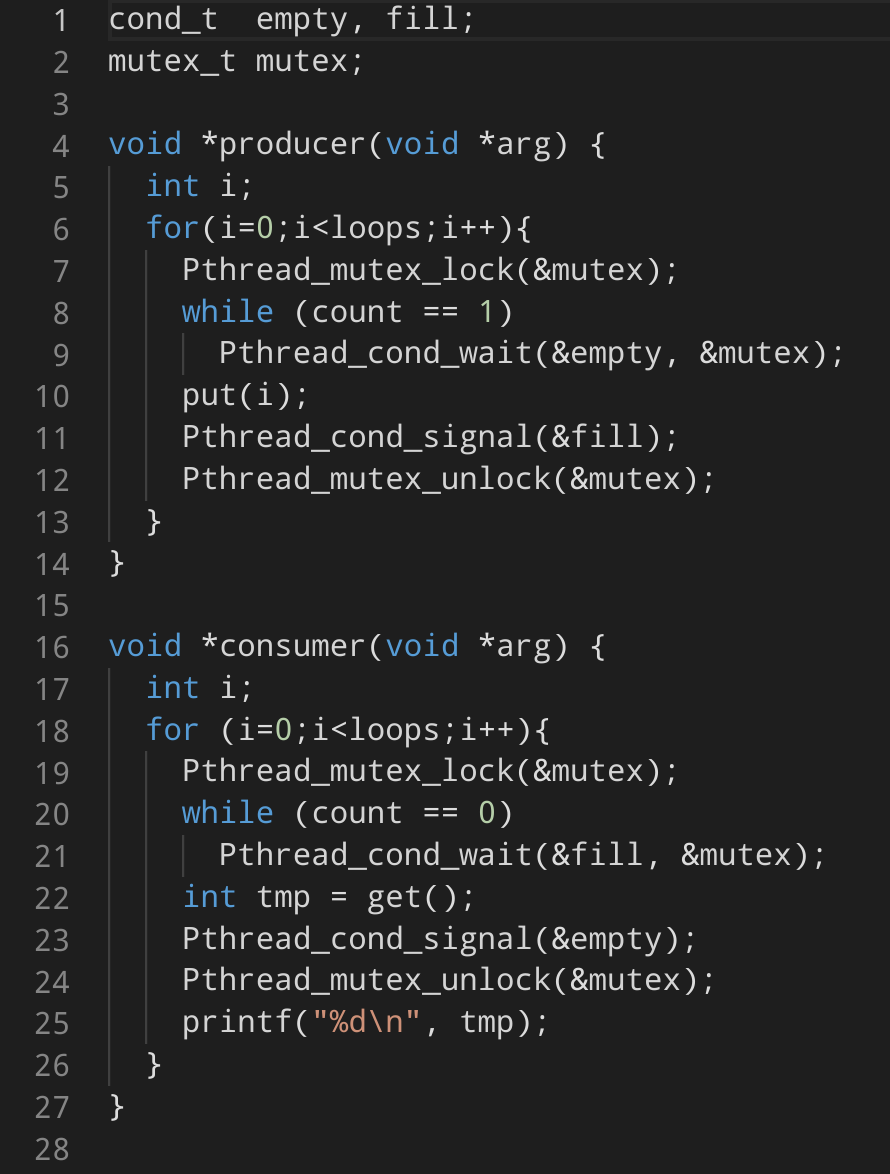 1 cond_t  empty, fill;
2 mutex_t mutex;
3
4 void *producer(void *arg) {
5   int i;
6   for(i=0;i<loops;i++){
7     Pthread_mutex_lock(&mutex);
8     while (count == 1)
9       Pthread_cond_wait(&empty, &mutex);
10     put(i);
11     Pthread_cond_signal(&fill);
12     Pthread_mutex_unlock(&mutex);
13   }
14 }
15
16 void *consumer(void *arg) {
17   int i;
18   for (i=0;i<loops;i++){
19     Pthread_mutex_lock(&mutex);
20     while (count == 0)
21       Pthread_cond_wait(&fill, &mutex);
22     int tmp = get();
23     Pthread_cond_signal(&empty);
24     Pthread_mutex_unlock(&mutex);
25     printf("%d\n", tmp);
26   }
27 }
28